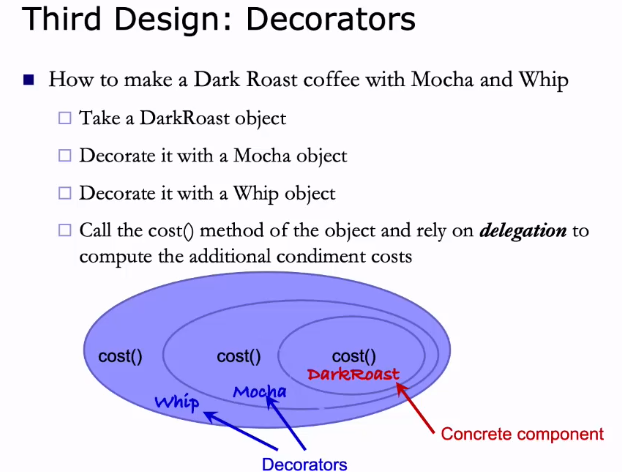 Third Design: Decorators
How to make a Dark Roast coffee with Mocha and Whip
Take a DarkRoast object
Decorate it with a Mocha object
Decorate it with a Whip object
Call the cost() method of the object and rely on delegation to
compute the additional condiment costs
cost() cost() cost()
DarkRoast
Mocha
Whip
Concrete component
Decorators